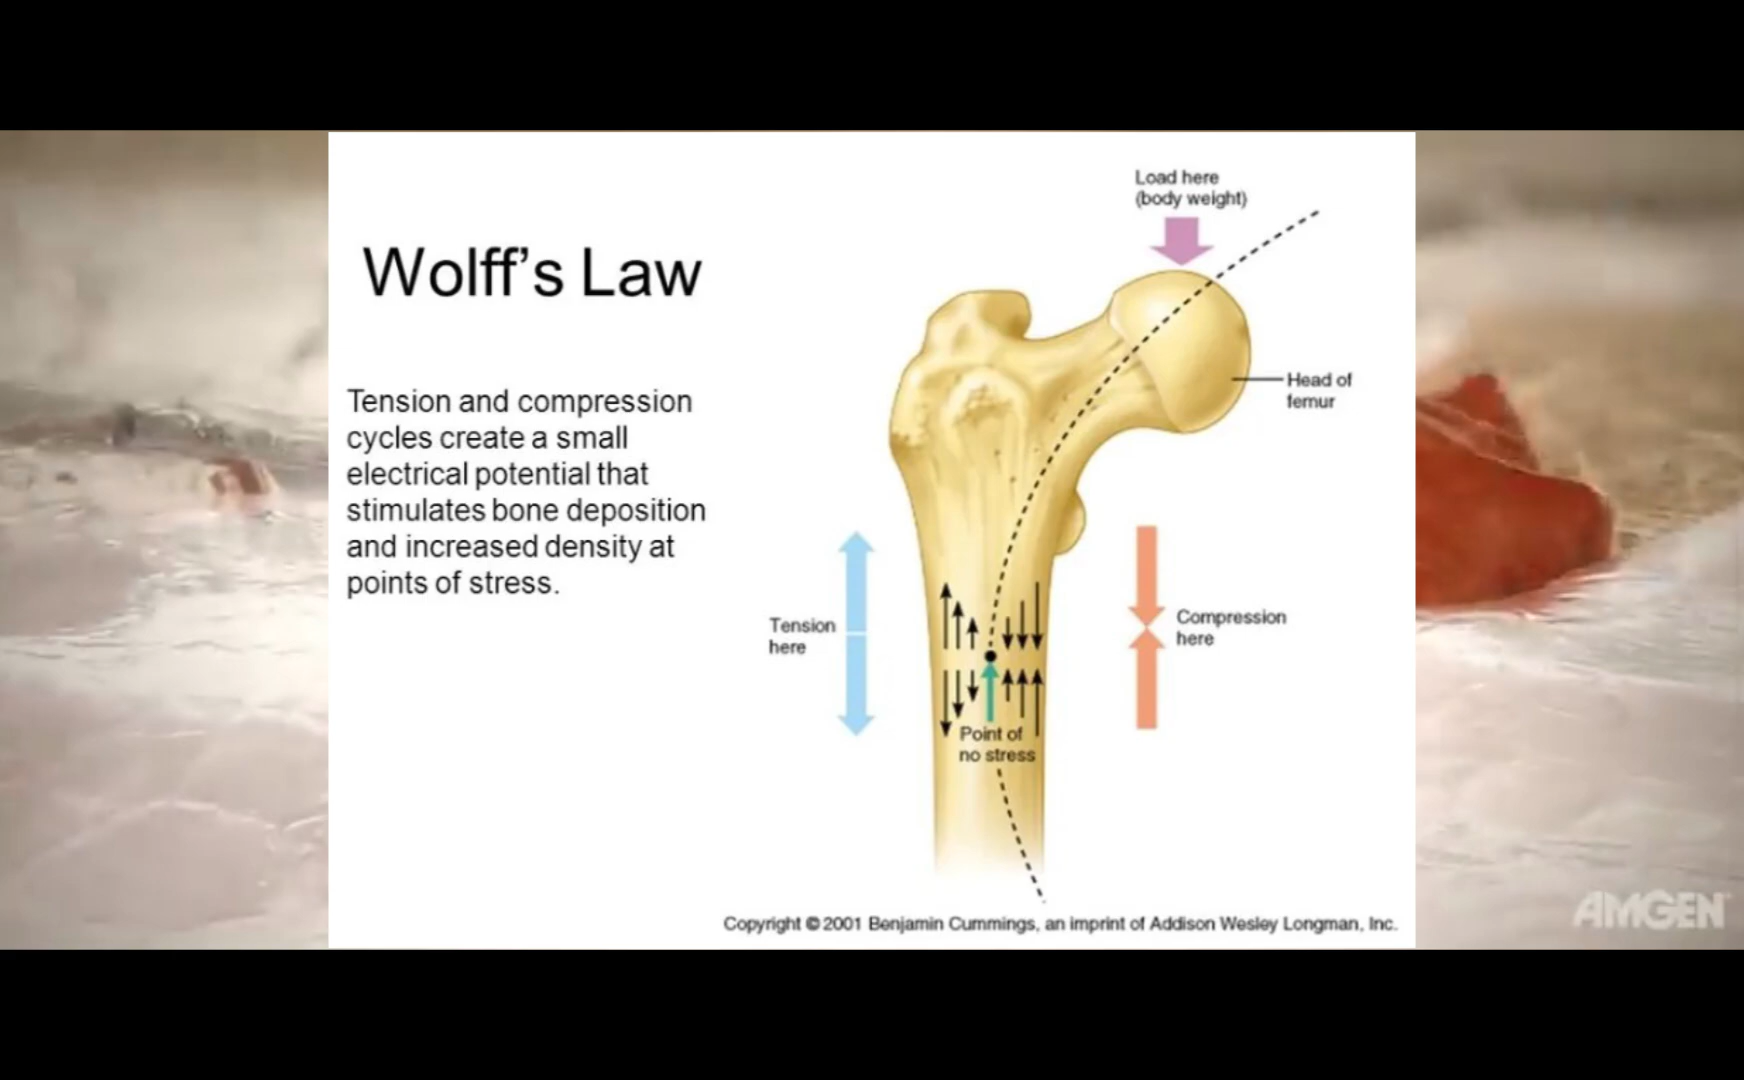 Wolff's Law
Tension and compression
cycles create a small
electrical potential that
stimulates bone deposition
and increased density at
points of stress.
Load here
(body weight)
Head of
femur
Tension
here
Compression
here
Point of
no stress
Copyright © 2001 Benjamin Cummings, an imprint of Addison Wesley Longman, Inc.
AMGEN